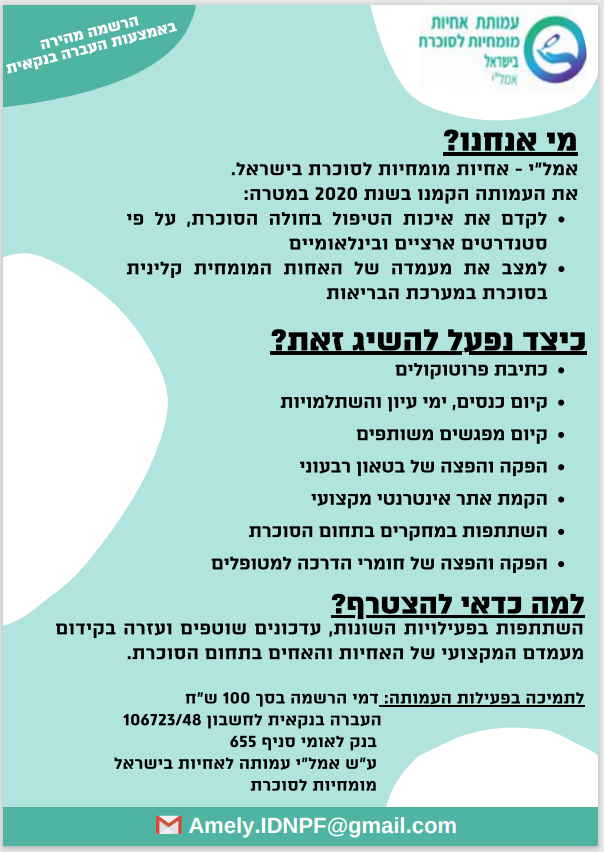 הרשמה מהירה
באמצעות העברה בנקאית
עמותת אחיות
מומחיות לסוכרת
בישראל
אמל"י
מי אנחנו?
אמל"י - אחיות מומחיות לסוכרת בישראל.
את העמותה הקמנו בשנת 2020 במטרה:
• לקדם את איכות הטיפול בחולה הסוכרת, על פי
סטנדרטים ארציים ובינלאומיים
• למצב את מעמדה של האחות המומחית קלינית
בסוכרת במערכת הבריאות
כיצד נפעל להשיג זאת?
• כתיבת פרוטוקולים
• קיום כנסים, ימי עיון והשתלמויות
• קיום מפגשים משותפים
• הפקה והפצה של בטאון רבעוני
• הקמת אתר אינטרנטי מקצועי
• השתתפות במחקרים בתחום הסוכרת
• הפקה והפצה של חומרי הדרכה למטופלים
למה כדאי להצטרף?
השתתפות בפעילויות השונות, עדכונים שוטפים ועזרה בקידום
מעמדם המקצועי של האחיות והאחים בתחום הסוכרת.
לתמיכה בפעילות העמותה: דמי הרשמה בסך 100 ש"ח
העברה בנקאית לחשבון 106723/48
בנק לאומי סניף 655
ע"ש אמל"י עמותה לאחיות בישראל
מומחיות לסוכרת
Amely.IDNPF@gmail.com